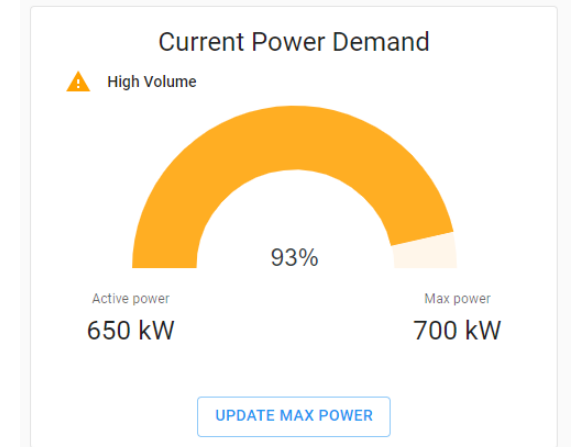 Current Power Demand
High Volume
93%
Active power
Max power
650 kW
700 kW
UPDATE MAX POWER